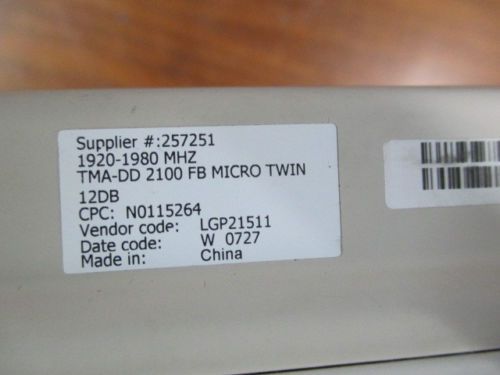 Supplier #:257251
1920-1980 MHZ
TMA-DD 2100 FB MICRO TWIN
12DB
CPC: N0115264
Vendor code: LGP21511
Date code: W 0727
Made in: China